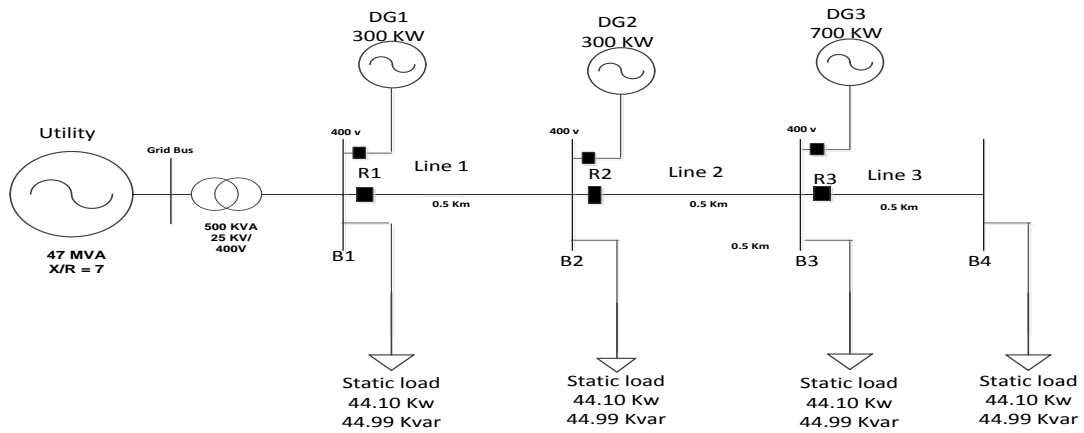 DG1
300 KW
DG2
300 KW
DG3
700 KW
Utility
Grid Bus
400 v
400 v
400 v
R1
Line 1
R2
Line 2
R3
Line 3
0.5 Km
0.5 Km
0.5 Km
47 MVA
X/R = 7
500 KVA
25 KV/
400V
B1
B2
0.5 Km
B3
B4
Static load
44.10 Kw
44.99 Kvar
Static load
44.10 Kw
44.99 Kvar
Static load
44.10 Kw
44.99 Kvar
Static load
44.10 Kw
44.99 Kvar